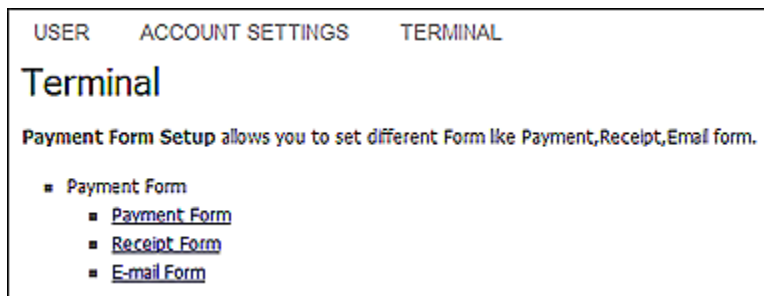 USER ACCOUNT SETTINGS TERMINAL
Terminal
Payment Form Setup allows you to set different Form like Payment,Receipt,Email form.
Payment Form
Payment Form
Receipt Form
E-mail Form